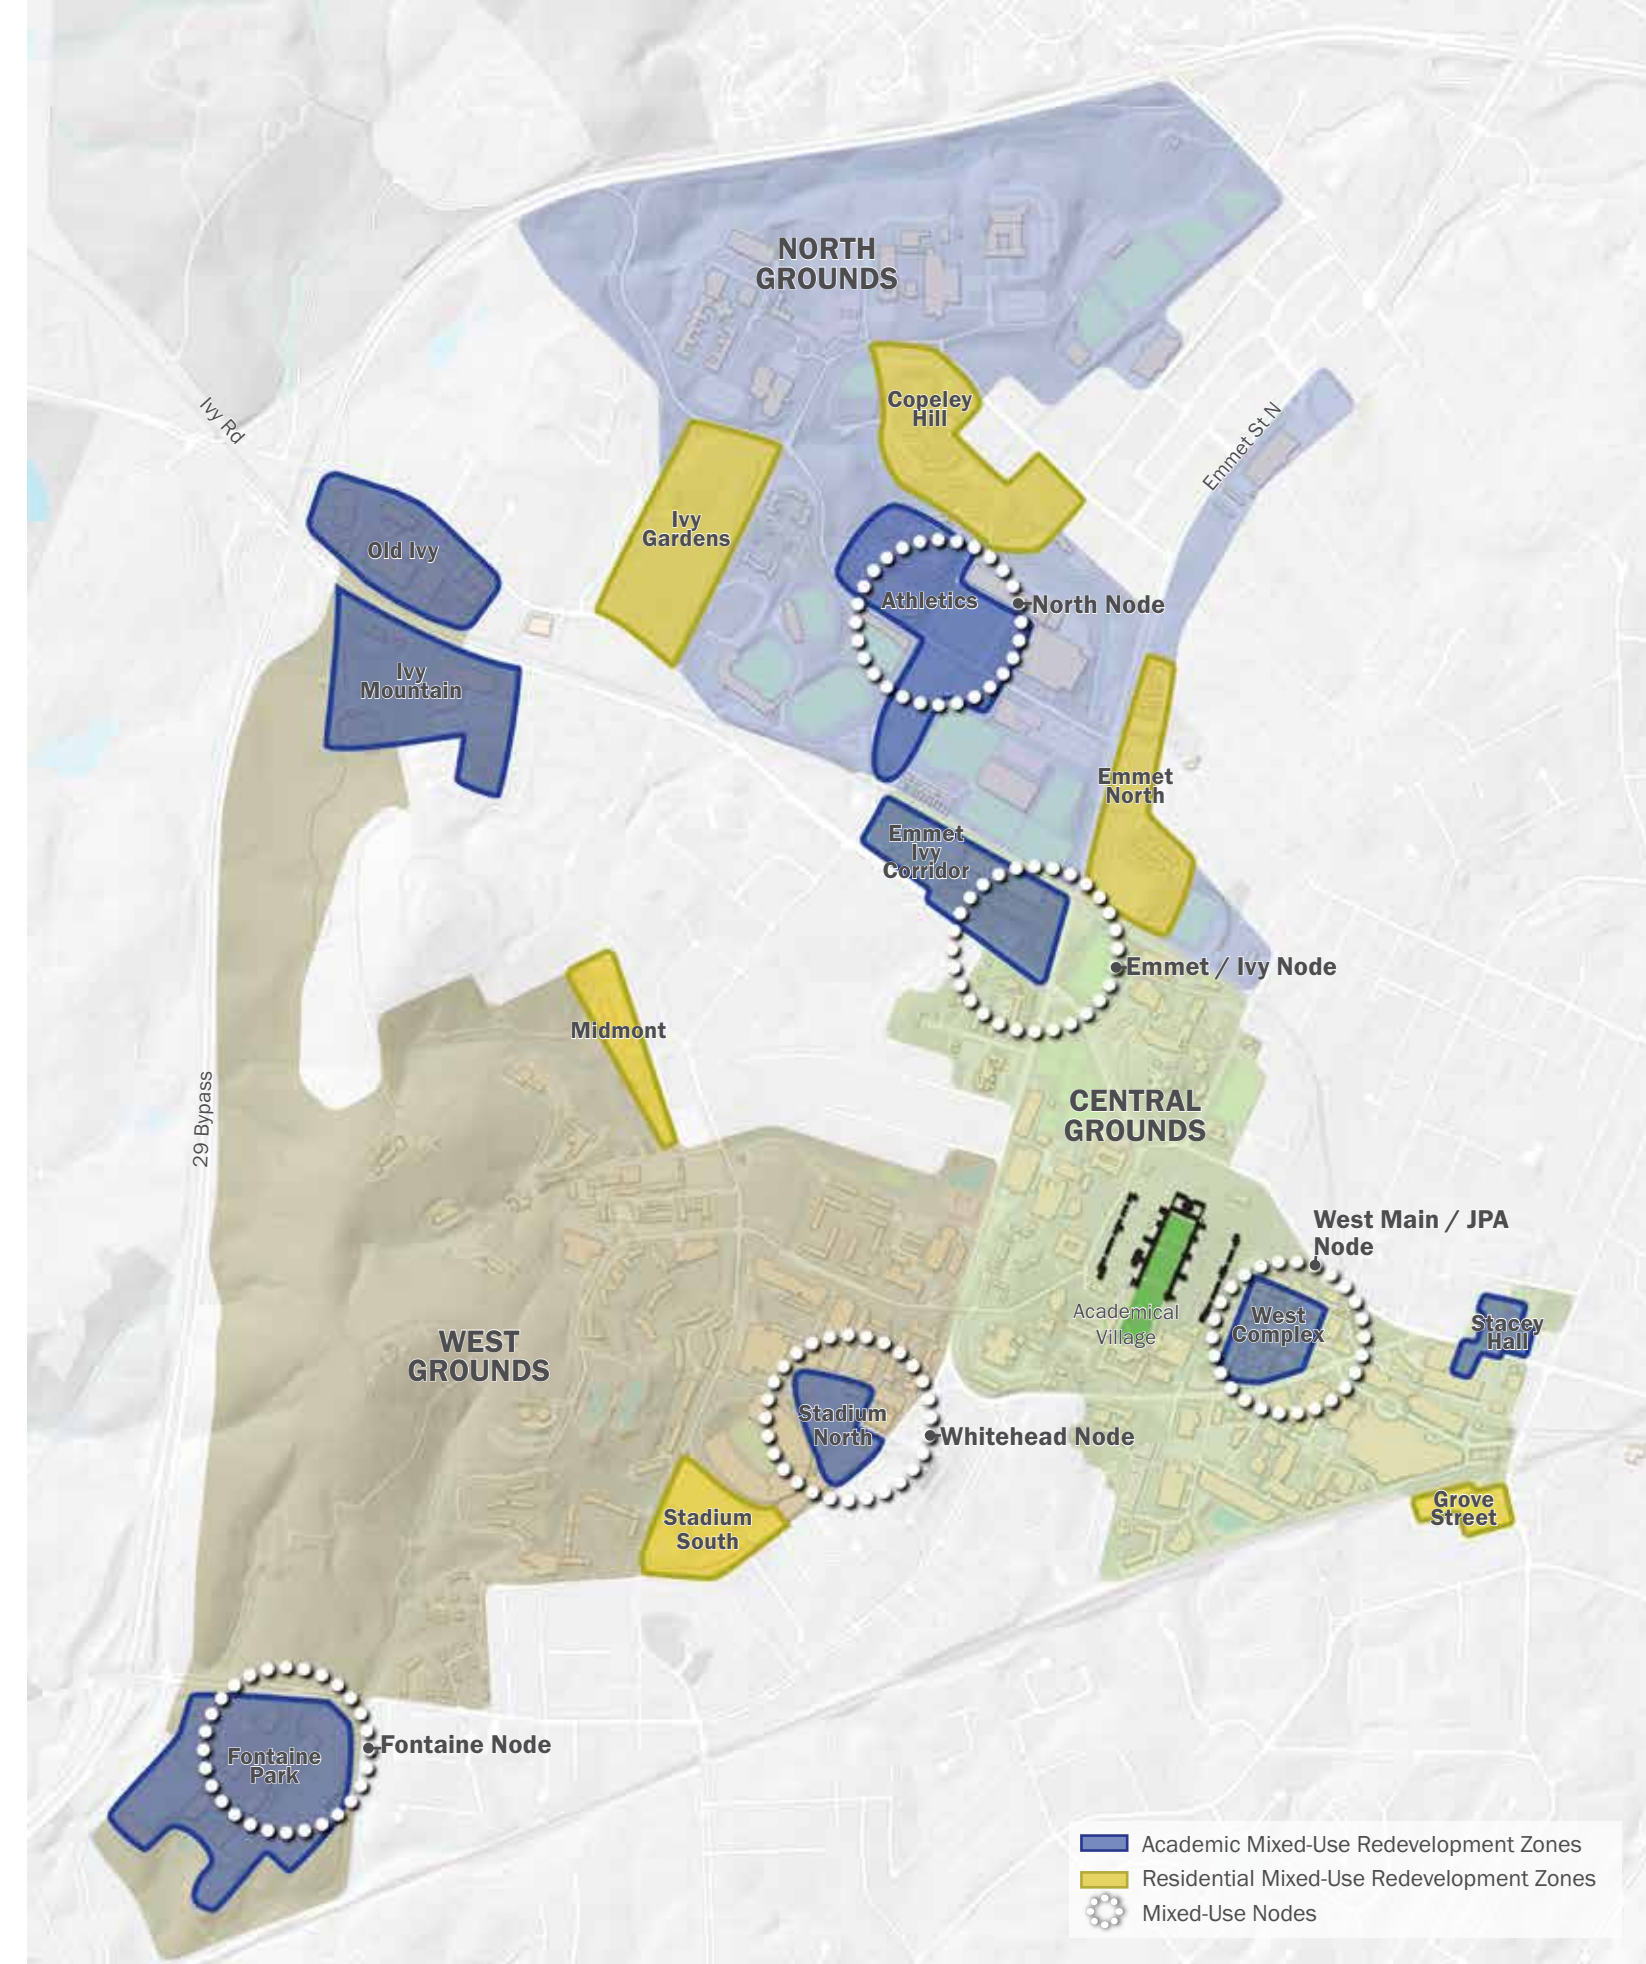 NORTH
GROUNDS
Copeley
Hill
Ivy Rd
Emmet St N
Ivy
Gardens
Old Ivy
Athletics
North Node
Ivy
Mountain
Emmet
North
Emmet
Ivy
Corridor
Emmet / Ivy Node
Midmont
29 Bypass
CENTRAL
GROUNDS
West Main / JPA
Node
Academical
Village
West
Complex
Stacey
Hall
WEST
GROUNDS
Stadium
North
Whitehead Node
Stadium
South
Grove
Street
Fontaine Node
Fontaine
Park
Academic Mixed-Use Redevelopment Zones
Residential Mixed-Use Redevelopment Zones
Mixed-Use Nodes